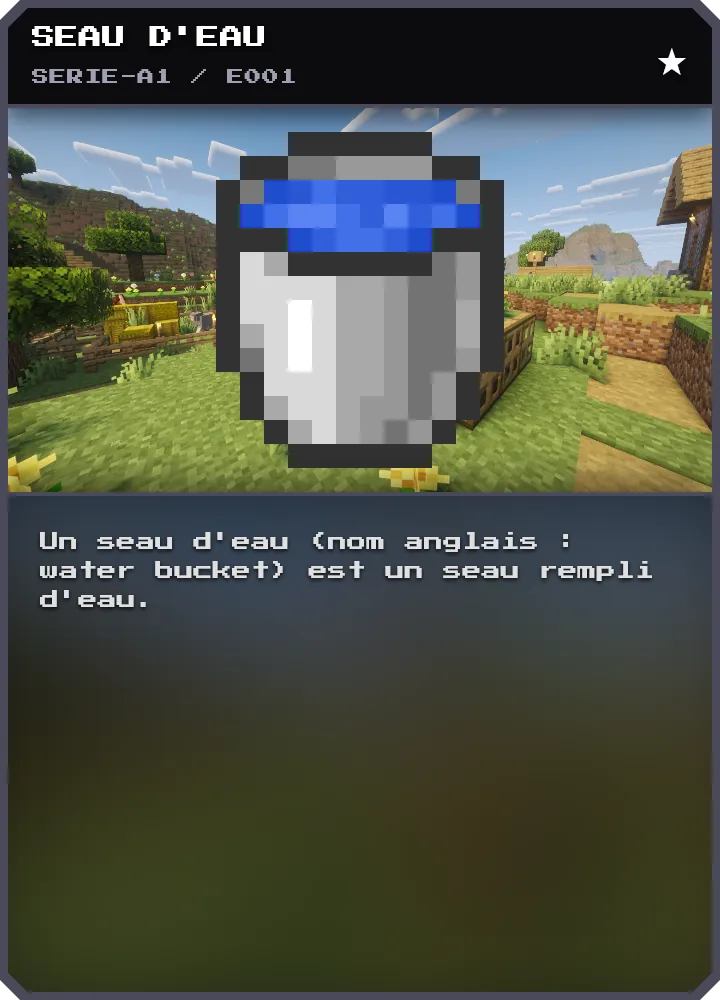 SEAU D'EAU
SERIE-A1 / E001
Un seau d'eau (nom anglais :
water bucket) est un seau rempli
d'eau.